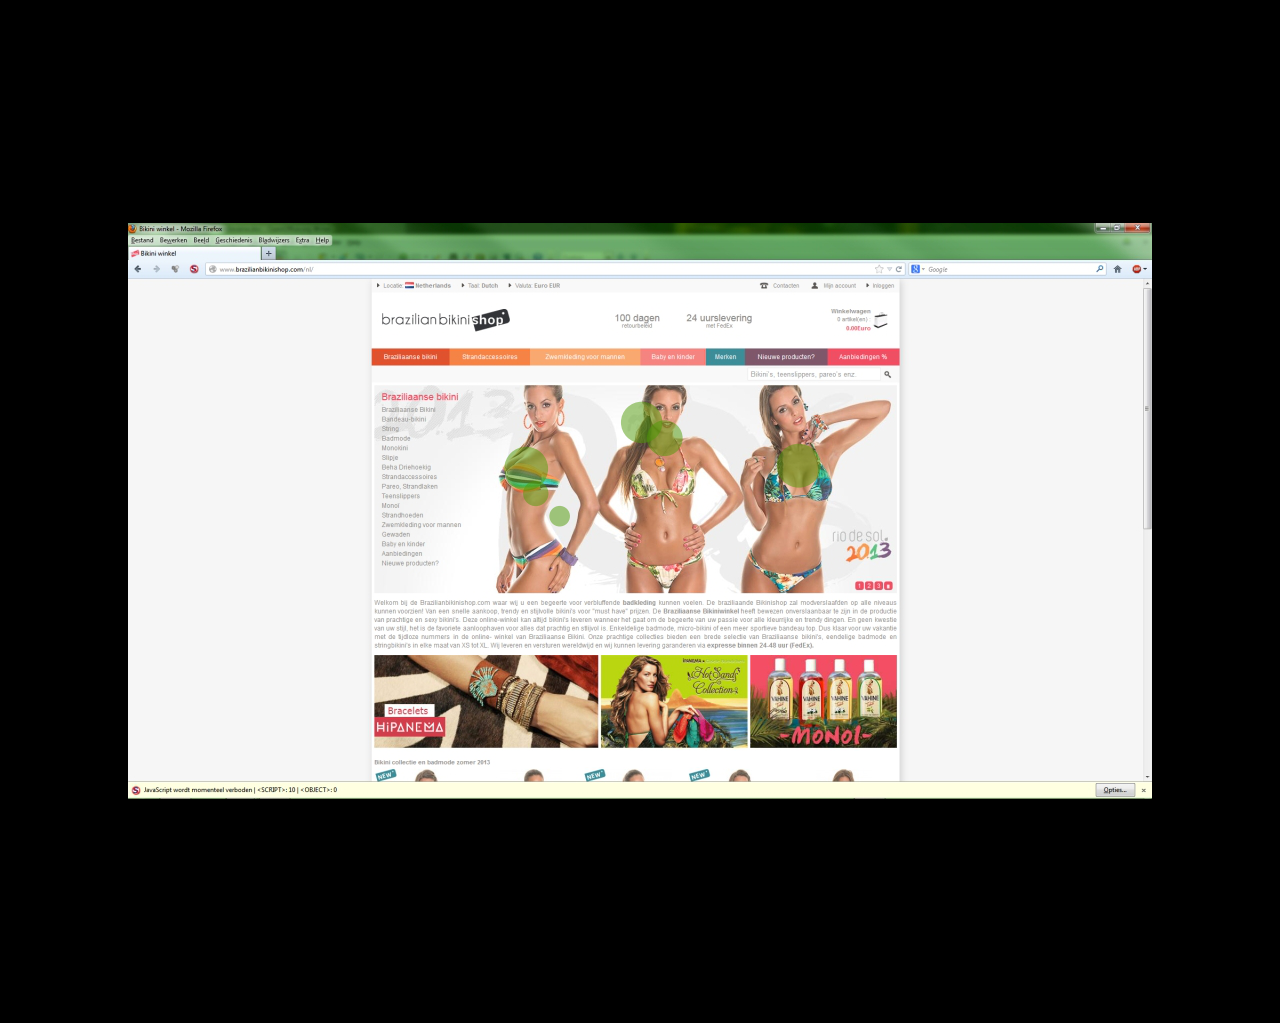 Bikini winkel - Mozilla Firefox
Bestand Bewerken Beeld Geschiedenis Bladwijzers Extra Help
Bikini winkel
www.brazilianbikinishop.com/nl/
Google
Locatie: Netherlands Taal: Dutch Valuta: Euro EUR
Contacten Mijn account Inloggen
brazilianbikinishop
100 dagen
retourbeleid
24 uurslevering
met FedEx
Winkelwagen
0 artikel(en)
0.00Euro
Braziliaanse bikini Strandaccessoires Zwemkleding voor mannen Baby en kinder Merken Nieuwe producten? Aanbiedingen %
Bikini's, teenslippers, pareo's enz.
2013
Braziliaanse bikini
Braziliaanse Bikini
Bandeau-bikini
String
Badmode
Monokini
Slipje
Beha Driehoekig
Strandaccessoires
Pareo, Strandlaken
Teenslippers
Monoï
Strandhoeden
Zwemkleding voor mannen
Gewaden
Baby en kinder
Aanbiedingen
Nieuwe producten?
rio de sol
2013
1 2 3
Welkom bij de Brazilianbikinishop.com waar wij u een begeerte voor verbluffende badkleding kunnen voelen. De braziliaande Bikinishop zal modverslaafden op alle niveaus
kunnen voorzien! Van een snelle aankoop, trendy en stijlvolle bikini's voor "must have" prijzen. De Braziliaanse Bikiniwinkel heeft bewezen onverslaanbaar te zijn in de productie
van prachtige en sexy bikini's. Deze online-winkel kan altijd bikini's leveren wanneer het gaat om de begeerte van uw passie voor alle kleurrijke en trendy dingen. En geen kwestie
van uw stijl, het is de favoriete aanloophaven voor alles dat prachtig en stijlvol is. Enkeldige badmode, micro-bikini of een meer sportieve bandeau top. Dus klaar voor uw vakantie
met de tijdloze nummers in de online- winkel van Braziliaanse Bikini. Onze prachtige collecties bieden een brede selectie van Braziliaanse bikini's, eendelige badmode en
stringbikini's in elke maat van XS tot XL. Wij leveren en versturen wereldwijd en wij kunnen levering garanderen via expresse binnen 24-48 uur (FedEx).
Bracelets
HIPANEMA
IPANEMA
Hot Sands
Collection
VAHINE VAHINE VAHINE VAHINE
-MONOÏ-
Bikini collectie en badmode zomer 2013
NEW NEW NEW
JavaScript wordt momenteel verboden | <SCRIPT>: 10 | <OBJECT>: 0
Opties...